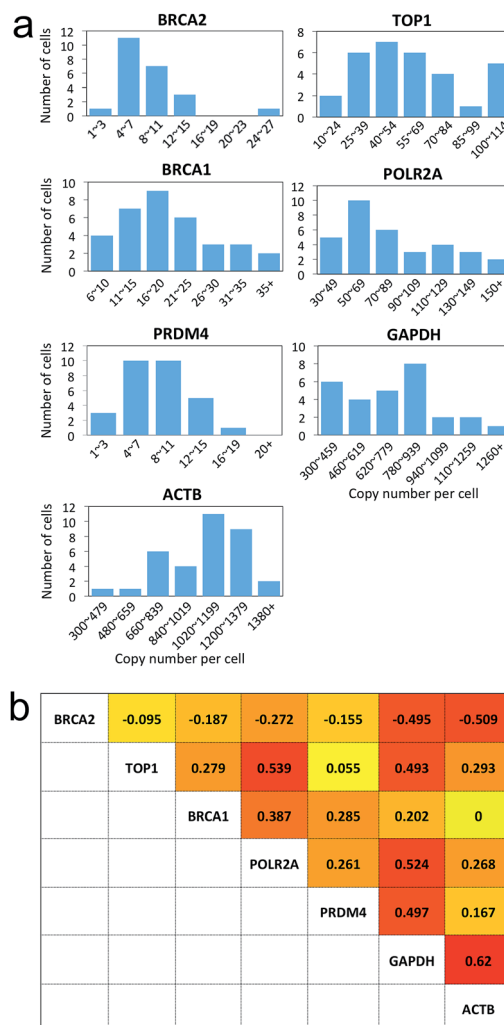 a
BRCA2
Number of cells
12
10
8
6
4
2
0
1~3 4~7 8~11 12~15 16~19 20~23 24~27
TOP1
8
6
4
2
0
10~24 25~39 40~54 55~69 70~84 85~99 100~114
BRCA1
Number of cells
10
8
6
4
2
0
6~10 11~15 16~20 21~25 26~30 31~35 35+
POLR2A
12
10
8
6
4
2
0
30~49 50~69 70~89 90~109 110~129 130~149 150+
PRDM4
Number of cells
12
10
8
6
4
2
0
1~3 4~7 8~11 12~15 16~19 20+
GAPDH
10
8
6
4
2
0
300~459 460~619 620~779 780~939 940~1099 110~1259 1260+
Copy number per cell
ACTB
Number of cells
12
10
8
6
4
2
0
300~479 480~659 660~839 840~1019 1020~1199 1200~1379 1380+
Copy number per cell
b
BRCA2 -0.095 -0.187 -0.272 -0.155 -0.495 -0.509
TOP1 0.279 0.539 0.055 0.493 0.293
BRCA1 0.387 0.285 0.202 0
POLR2A 0.261 0.524 0.268
PRDM4 0.497 0.167
GAPDH 0.62
ACTB